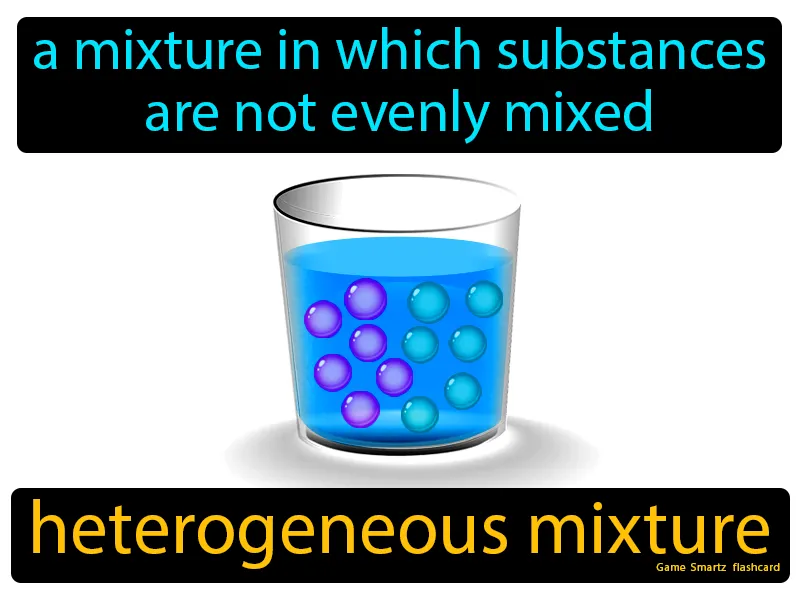 a mixture in which substances
are not evenly mixed
heterogeneous mixture
Game Smartz flashcard